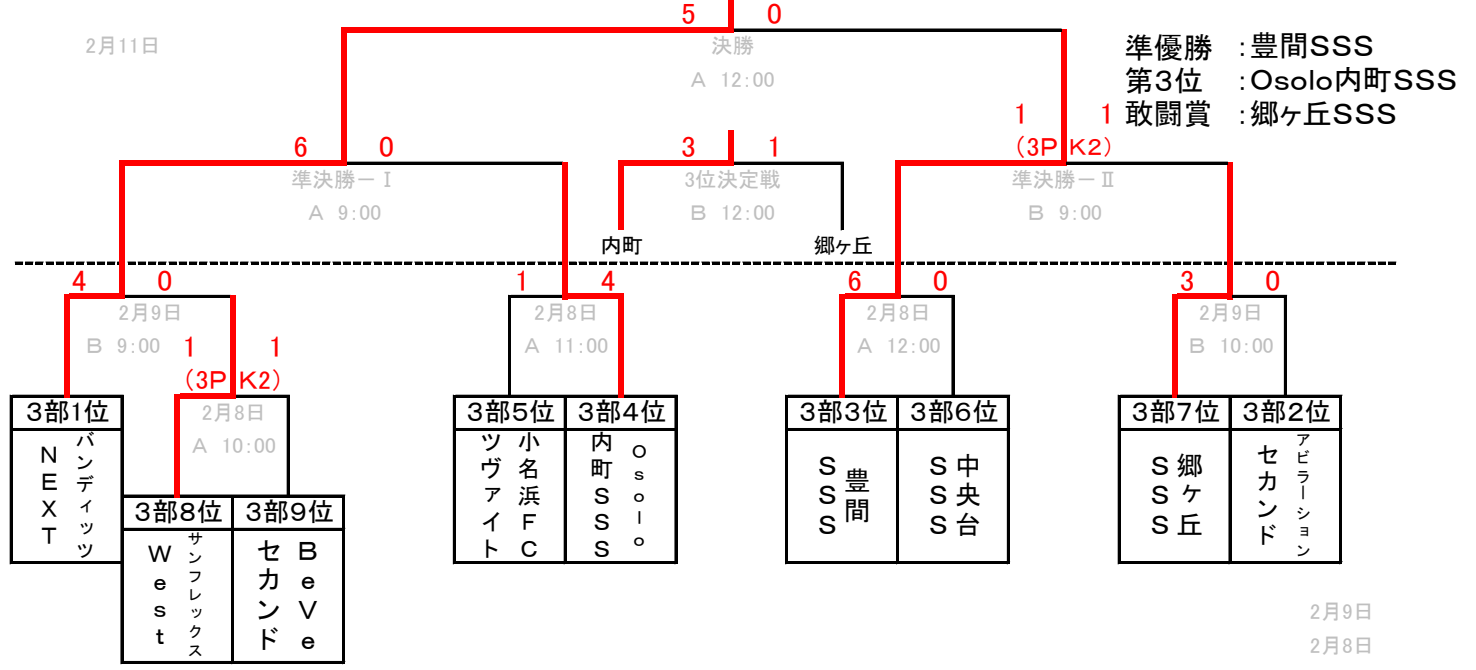 5 0
2月11日
決勝
A 12:00
準優勝 :豊間SSS
第3位 :Osolo内町SSS
敢闘賞 :郷ヶ丘SSS
6 0
準決勝-Ⅰ
A 9:00
3 1
3位決定戦
B 12:00
内町 郷ヶ丘
1 1
(3PK2)
準決勝-Ⅱ
B 9:00
4 0
2月9日
B 9:00
1 1
(3PK2)
2月8日
A 10:00
1 4
2月8日
A 11:00
6 0
2月8日
A 12:00
3 0
2月9日
B 10:00
3部1位
バンディッツ
NEXT
3部8位
サンフレックス
West
3部9位
BeVe
セカンド
3部5位
小名浜FC
ツヴァイト
3部4位
Osolo
内町SSS
3部3位
豊間
SSS
3部6位
中央台
SSS
3部7位
郷ヶ丘
SSS
3部2位
アビラーション
セカンド
2月9日
2月8日